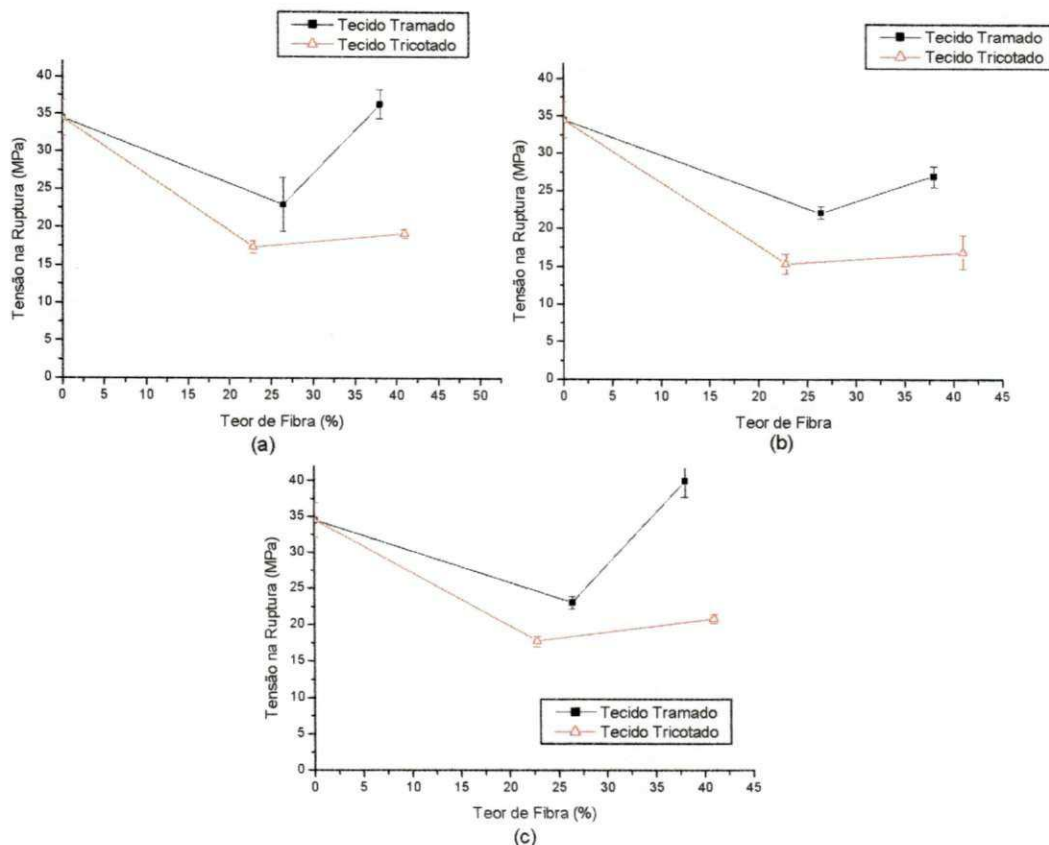 Tecido Tramado
Tecido Tricotado
Tensão na Ruptura (MPa)
40
35
30
25
20
15
10
5
0
0 5 10 15 20 25 30 35 40 45 50
Teor de Fibra (%)
(a)
Tecido Tramado
Tecido Tricotado
Tensão na Ruptura (MPa)
40
35
30
25
20
15
10
5
0
0 5 10 15 20 25 30 35 40 45
Teor de Fibra
(b)
Tensão na Ruptura (MPa)
40
35
30
25
20
15
10
5
0
Tecido Tramado
Tecido Tricotado
0 5 10 15 20 25 30 35 40 45
Teor de Fibra (%)
(c)